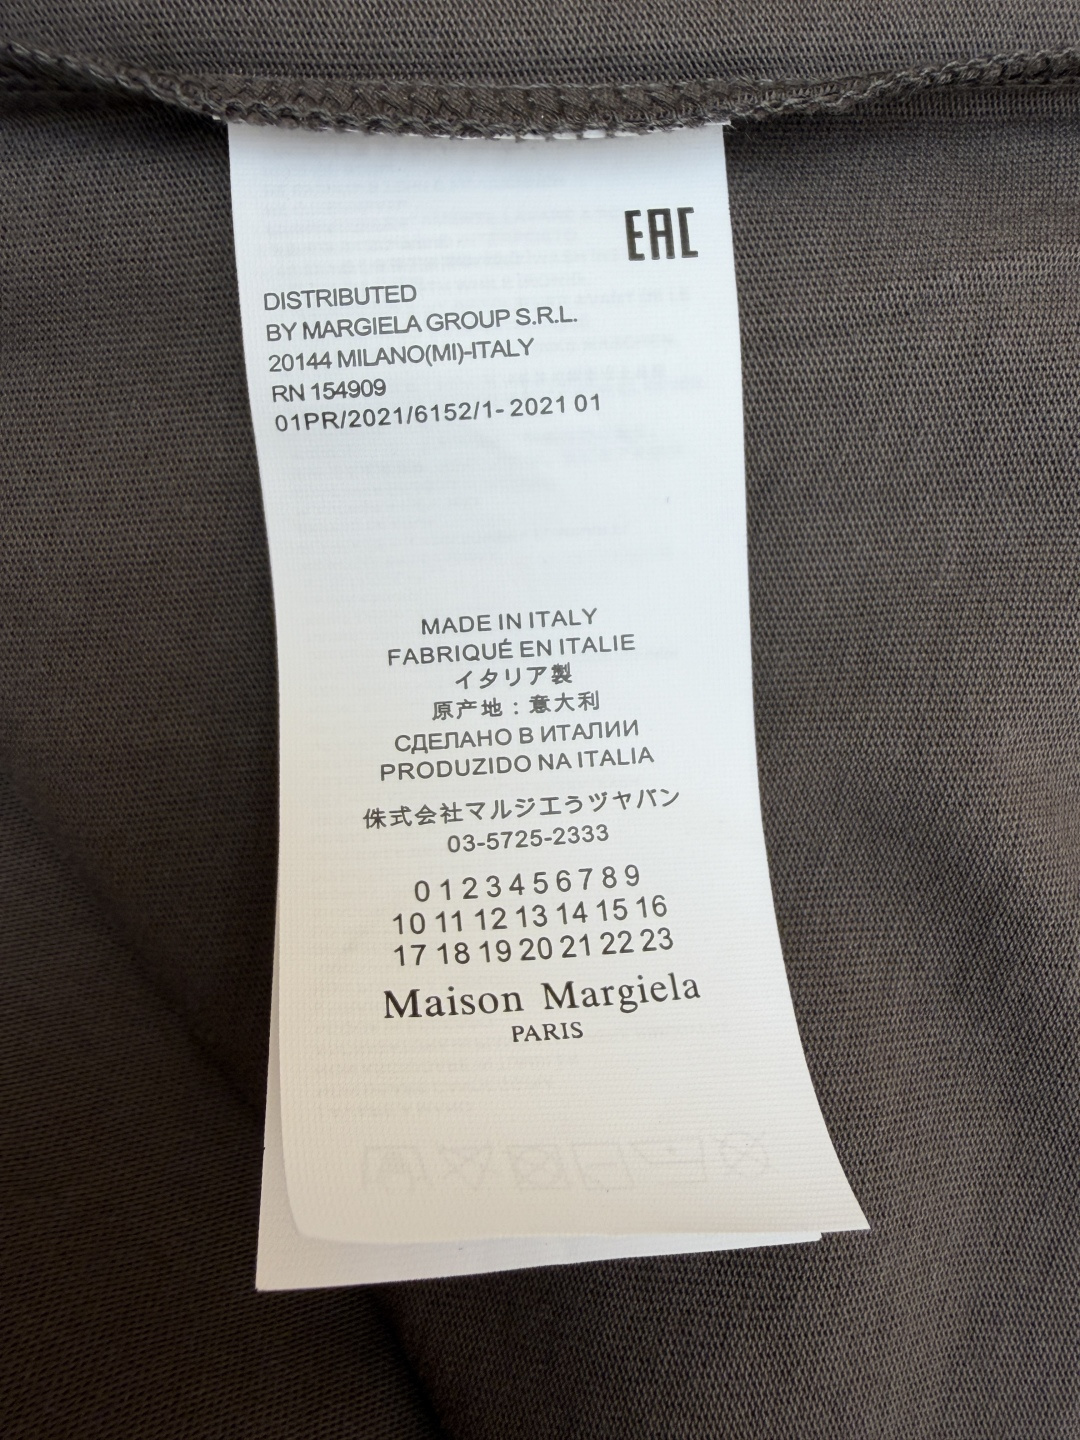 EAC
DISTRIBUTED
BY MARGIELA GROUP S.R.L.
20144 MILANO(MI)-ITALY
RN 154909
01PR/2021/6152/1- 2021 01
MADE IN ITALY
FABRIQUÉ EN ITALIE
イタリア製
原产地：意大利
СДЕЛАНО В ИТАЛИИ
PRODUZIDO NA ITALIA
侏式会社マルジエうヅヤパン
03-5725-2333
0 1 2 3 4 5 6 7 8 9
10 11 12 13 14 15 16
17 18 19 20 21 22 23
Maison Margiela
PARIS